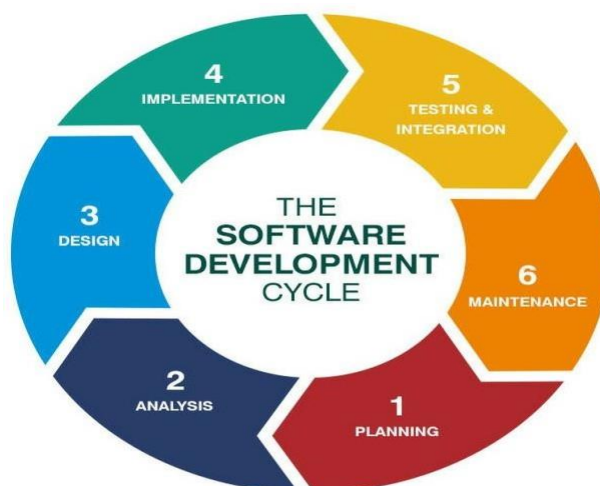 THE
SOFTWARE
DEVELOPMENT
CYCLE
1
PLANNING
2
ANALYSIS
3
DESIGN
4
IMPLEMENTATION
5
TESTING &
INTEGRATION
6
MAINTENANCE